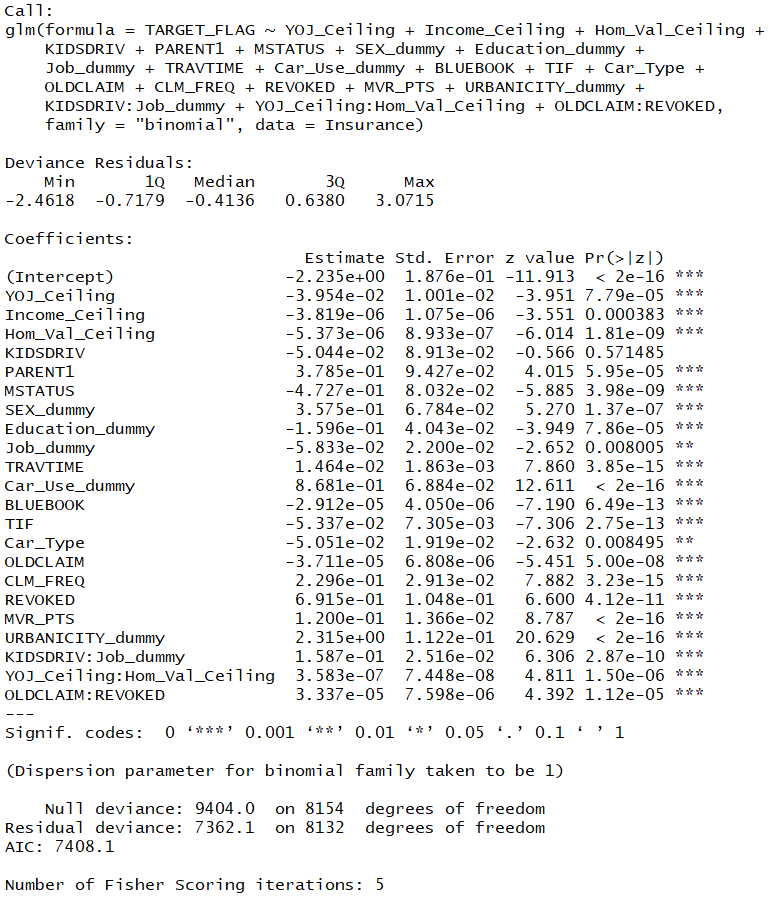 Call:
glm(formula = TARGET_FLAG ~ YOJ_Ceiling + Income_Ceiling + Hom_Val_Ceiling +
    KIDSDRIV + PARENT1 + MSTATUS + SEX_dummy + Education_dummy +
    Job_dummy + TRAVTIME + Car_Use_dummy + BLUEBOOK + TIF + Car_Type +
    OLDCLAIM + CLM_FREQ + REVOKED + MVR_PTS + URBANICITY_dummy +
    KIDSDRIV:Job_dummy + YOJ_Ceiling:Hom_Val_Ceiling + OLDCLAIM:REVOKED,
    family = "binomial", data = Insurance)

Deviance Residuals:
    Min       1Q   Median       3Q      Max
-2.4618  -0.7179  -0.4136   0.6380   3.0715

Coefficients:
                              Estimate Std. Error z value Pr(>|z|)
(Intercept)                 -2.235e+00  1.876e-01 -11.913  < 2e-16 ***
YOJ_Ceiling                 -3.954e-02  1.001e-02  -3.951 7.79e-05 ***
Income_Ceiling              -3.819e-06  1.075e-06  -3.551 0.000383 ***
Hom_Val_Ceiling             -5.373e-06  8.933e-07  -6.014 1.81e-09 ***
KIDSDRIV                    -5.044e-02  8.913e-02  -0.566 0.571485
PARENT1                      3.785e-01  9.427e-02   4.015 5.95e-05 ***
MSTATUS                     -4.727e-01  8.032e-02  -5.885 3.98e-09 ***
SEX_dummy                    3.575e-01  6.784e-02   5.270 1.37e-07 ***
Education_dummy             -1.596e-01  4.043e-02  -3.949 7.86e-05 ***
Job_dummy                   -5.833e-02  2.200e-02  -2.652 0.008005 **
TRAVTIME                     1.464e-02  1.863e-03   7.860 3.85e-15 ***
Car_Use_dummy                8.681e-01  6.884e-02  12.611  < 2e-16 ***
BLUEBOOK                    -2.912e-05  4.050e-06  -7.190 6.49e-13 ***
TIF                         -5.337e-02  7.305e-03  -7.306 2.75e-13 ***
Car_Type                    -5.051e-02  1.919e-02  -2.632 0.008495 **
OLDCLAIM                    -3.711e-05  6.808e-06  -5.451 5.00e-08 ***
CLM_FREQ                     2.296e-01  2.913e-02   7.882 3.23e-15 ***
REVOKED                      6.915e-01  1.048e-01   6.600 4.12e-11 ***
MVR_PTS                      1.200e-01  1.366e-02   8.787  < 2e-16 ***
URBANICITY_dummy             2.315e+00  1.122e-01  20.629  < 2e-16 ***
KIDSDRIV:Job_dummy           1.587e-01  2.516e-02   6.306 2.87e-10 ***
YOJ_Ceiling:Hom_Val_Ceiling  3.583e-07  7.448e-08   4.811 1.50e-06 ***
OLDCLAIM:REVOKED             3.337e-05  7.598e-06   4.392 1.12e-05 ***
---
Signif. codes:  0 ‘***’ 0.001 ‘**’ 0.01 ‘*’ 0.05 ‘.’ 0.1 ‘ ’ 1

(Dispersion parameter for binomial family taken to be 1)

    Null deviance: 9404.0  on 8154  degrees of freedom
Residual deviance: 7362.1  on 8132  degrees of freedom
AIC: 7408.1

Number of Fisher Scoring iterations: 5